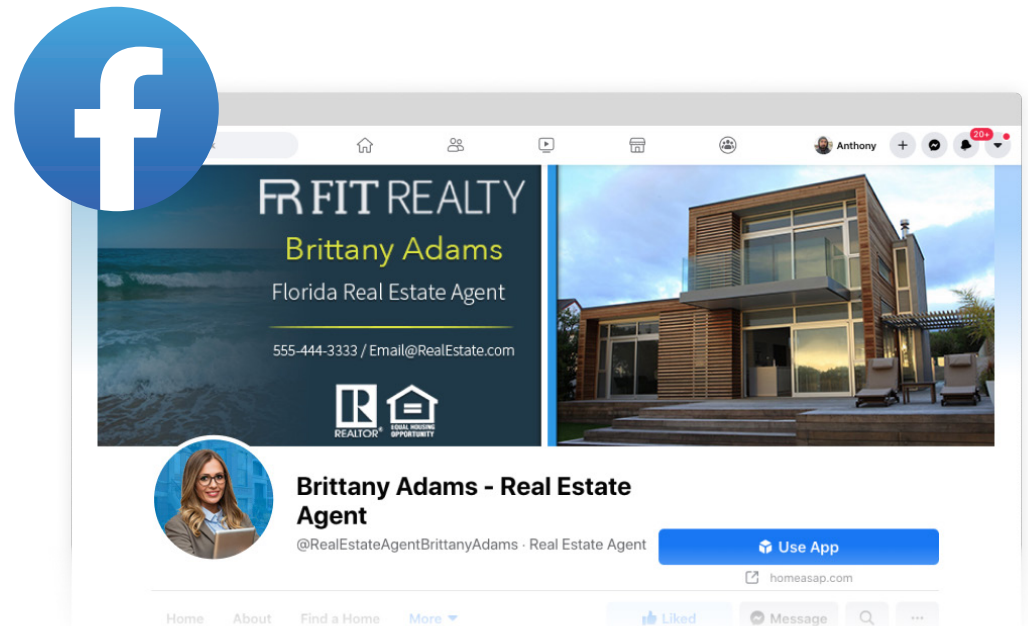 Anthony
20+
FR FIT REALTY
Brittany Adams
Florida Real Estate Agent
555-444-3333 / Email@RealEstate.com
R
REALTOR®
EQUAL HOUSING
OPPORTUNITY
Brittany Adams - Real Estate
Agent
@RealEstateAgentBrittanyAdams · Real Estate Agent
Use App
homeasap.com
Home About Find a Home More
Liked Message